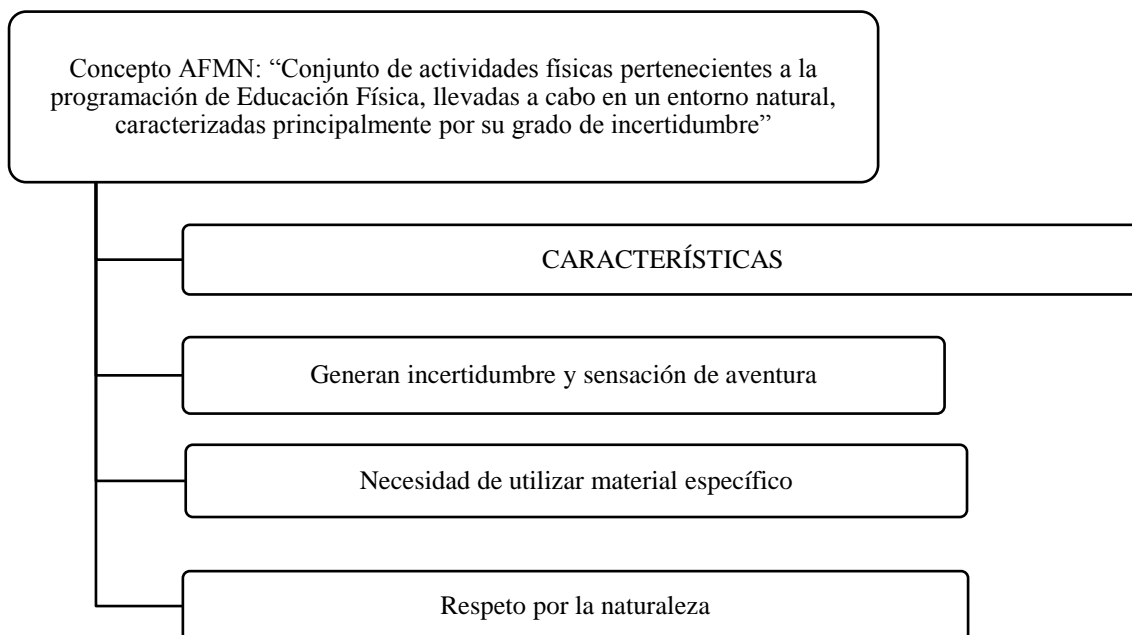 Concepto AFMN: “Conjunto de actividades físicas pertenecientes a la
programación de Educación Física, llevadas a cabo en un entorno natural,
caracterizadas principalmente por su grado de incertidumbre”
CARACTERÍSTICAS
Generan incertidumbre y sensación de aventura
Necesidad de utilizar material específico
Respeto por la naturaleza